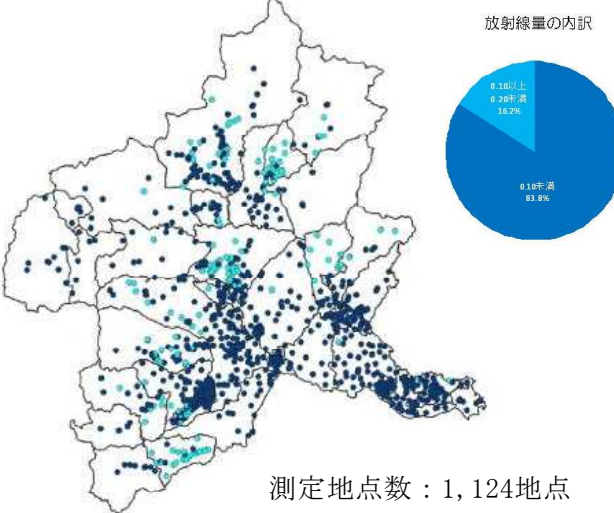 放射線量の内訳
0.10以上
0.20未満
16.2%
0.10未満
83.8%
測定地点数：1,124地点